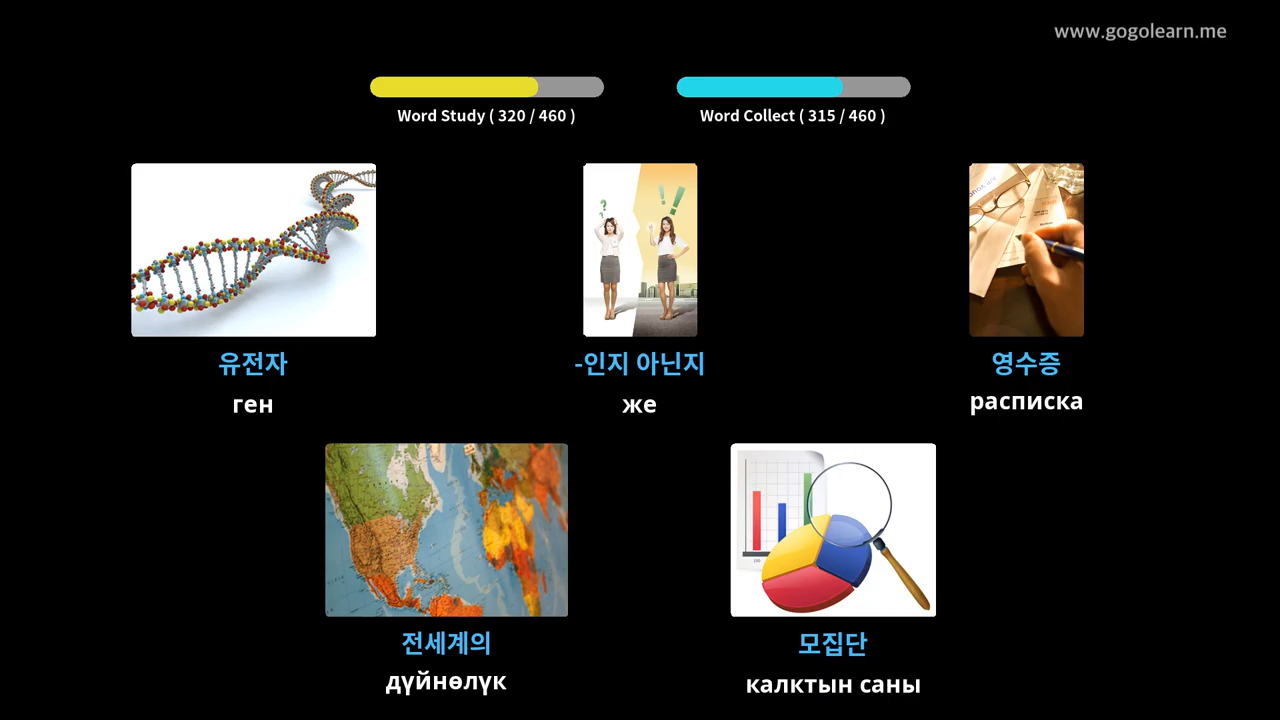 www.gogolearn.me
Word Study ( 320 / 460 )
Word Collect ( 315 / 460 )
유전자
ген
-인지 아닌지
же
영수증
расписка
전세계의
дүйнөлүк
모집단
калктын саны